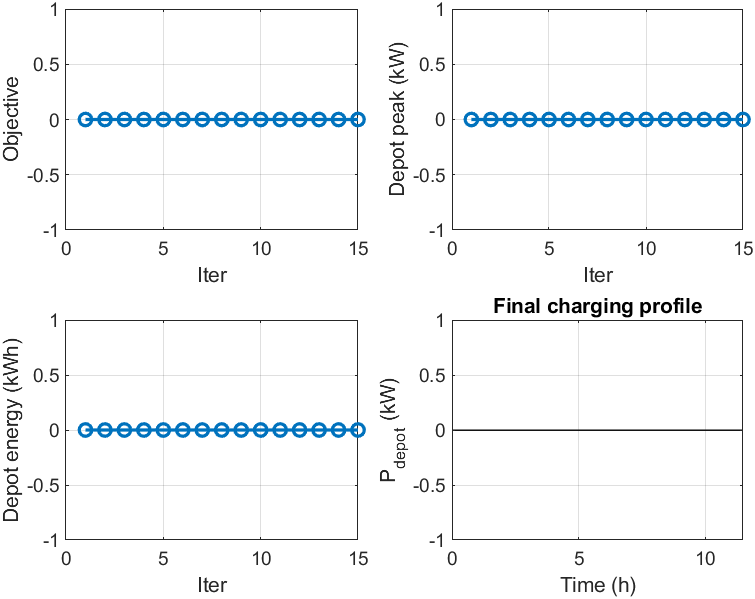 1
0.5
0
-0.5
-1
Objective
0 5 10 15
Iter
1
0.5
0
-0.5
-1
Depot peak (kW)
0 5 10 15
Iter
1
0.5
0
-0.5
-1
Depot energy (kWh)
0 5 10 15
Iter
Final charging profile
1
0.5
0
-0.5
-1
P_depot (kW)
0 5 10
Time (h)